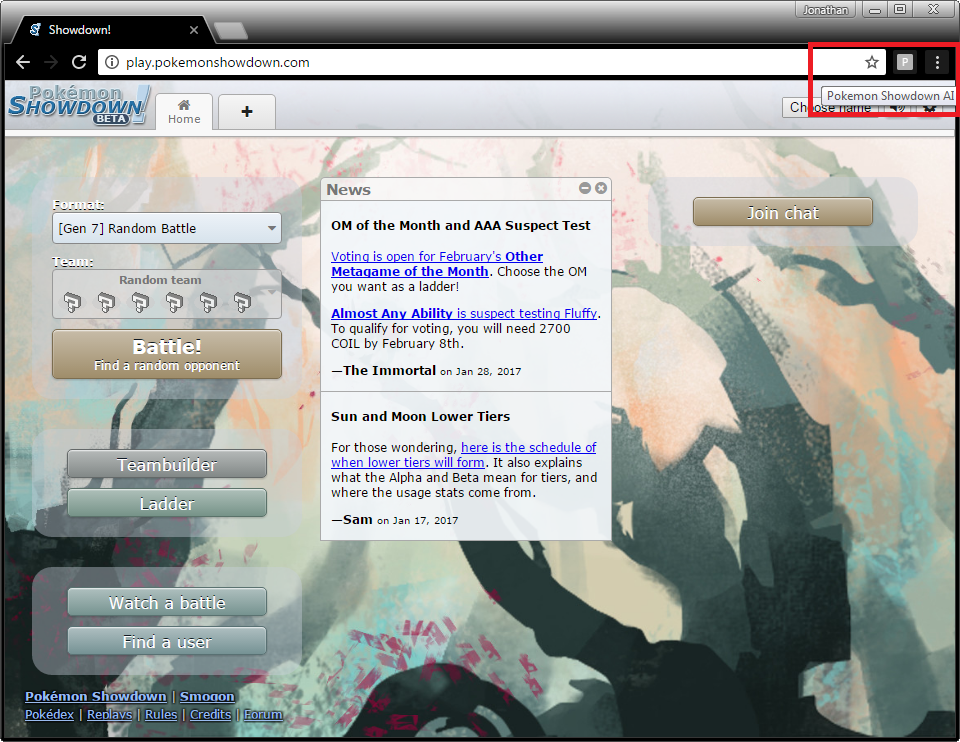 Jonathan
Showdown!
play.pokemonshowdown.com
P
Pokemon Showdown AI
Pokémon
SHOWDOWN!
BETA
Home
+
Choose name
News
Format:
[Gen 7] Random Battle
Team:
Random team
? ? ? ? ? ?
Battle!
Find a random opponent
Teambuilder
Ladder
Watch a battle
Find a user
OM of the Month and AAA Suspect Test
Voting is open for February's Other
Metagame of the Month. Choose the OM
you want as a ladder!
Almost Any Ability is suspect testing Fluffy.
To qualify for voting, you will need 2700
COIL by February 8th.
—The Immortal on Jan 28, 2017
Sun and Moon Lower Tiers
For those wondering, here is the schedule of
when lower tiers will form. It also explains
what the Alpha and Beta mean for tiers, and
where the usage stats come from.
—Sam on Jan 17, 2017
Join chat
Pokémon Showdown | Smogon
Pokédex | Replays | Rules | Credits | Forum